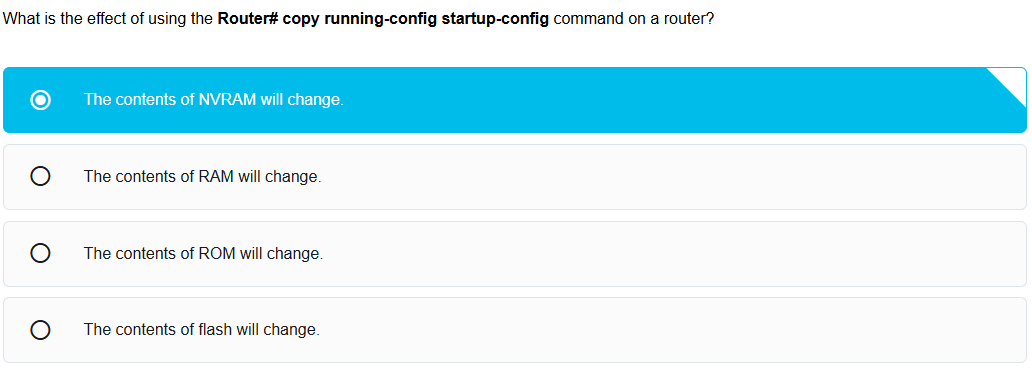 What is the effect of using the Router# copy running-config startup-config command on a router?
The contents of NVRAM will change.
The contents of RAM will change.
The contents of ROM will change.
The contents of flash will change.